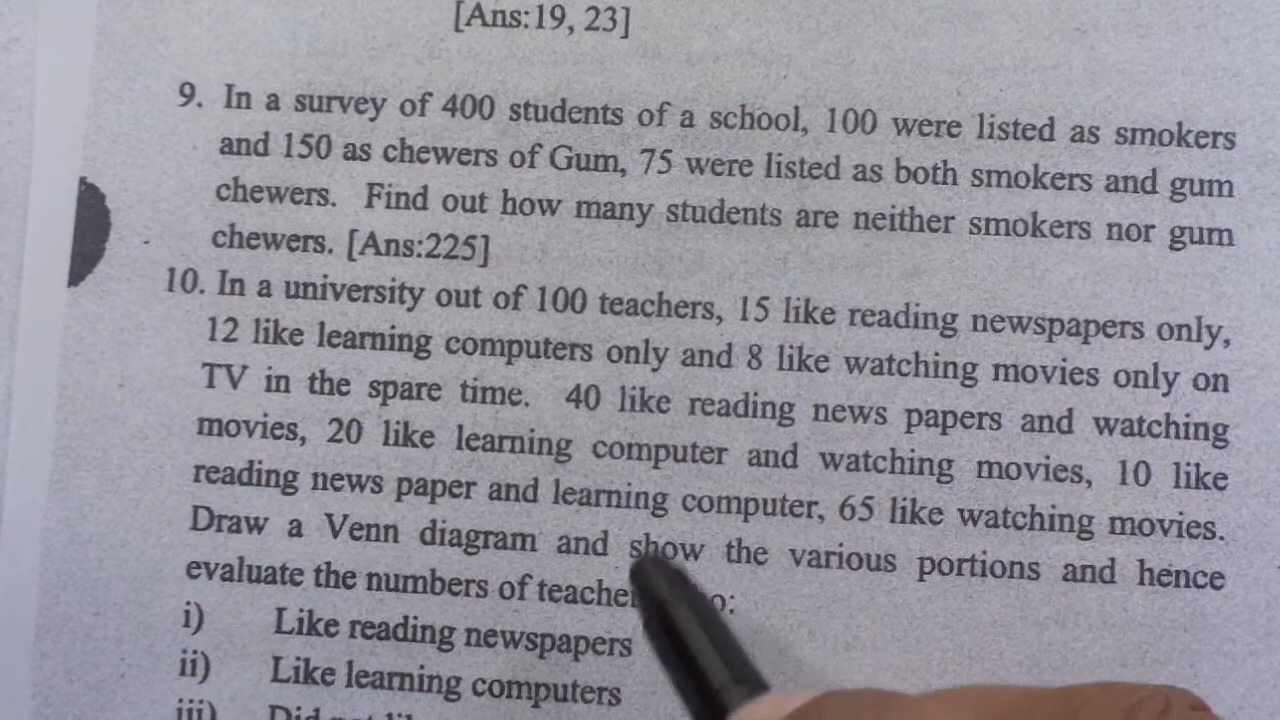 [Ans:19, 23]
9. In a survey of 400 students of a school, 100 were listed as smokers
and 150 as chewers of Gum, 75 were listed as both smokers and gum
chewers. Find out how many students are neither smokers nor gum
chewers. [Ans:225]
10. In a university out of 100 teachers, 15 like reading newspapers only,
12 like learning computers only and 8 like watching movies only on
TV in the spare time. 40 like reading news papers and watching
movies, 20 like learning computer and watching movies, 10 like
reading news paper and learning computer, 65 like watching movies.
Draw a Venn diagram and show the various portions and hence
evaluate the numbers of
i) Like reading newspapers
ii) Like learning computers
iii)